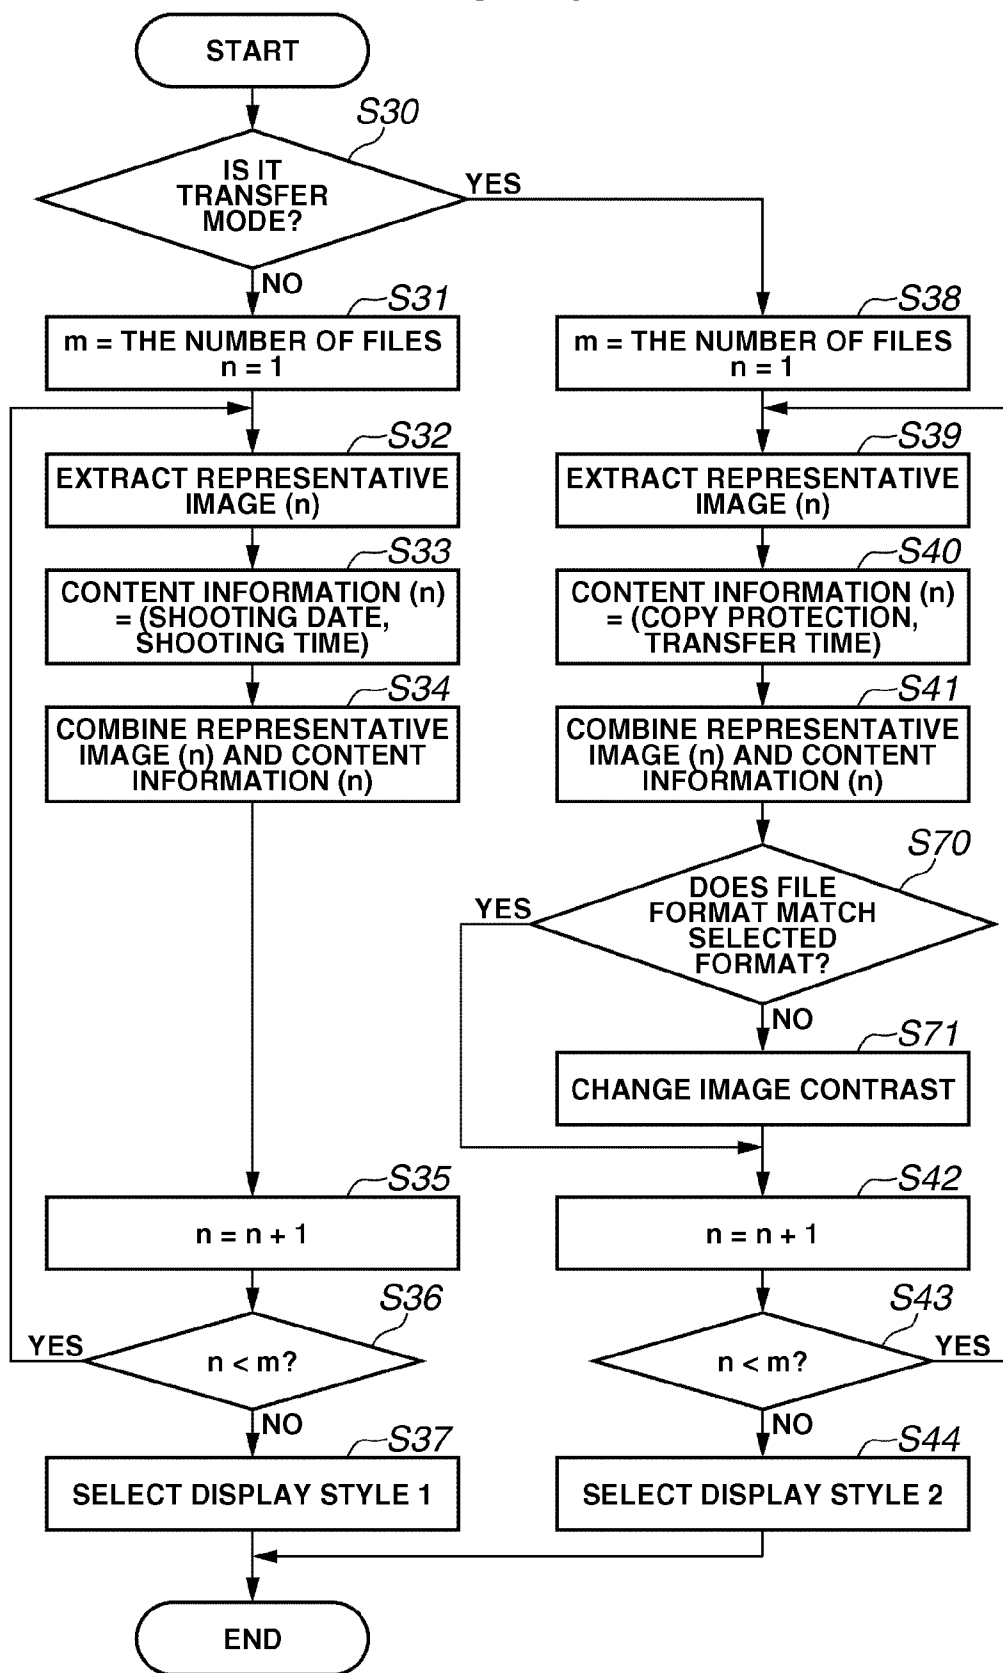 START
S30
IS IT
TRANSFER
MODE?
YES
NO
S31
m = THE NUMBER OF FILES
n = 1
S32
EXTRACT REPRESENTATIVE
IMAGE (n)
S33
CONTENT INFORMATION (n)
= (SHOOTING DATE,
SHOOTING TIME)
S34
COMBINE REPRESENTATIVE
IMAGE (n) AND CONTENT
INFORMATION (n)
S35
n = n + 1
S36
YES
n < m?
NO
S37
SELECT DISPLAY STYLE 1
S38
m = THE NUMBER OF FILES
n = 1
S39
EXTRACT REPRESENTATIVE
IMAGE (n)
S40
CONTENT INFORMATION (n)
= (COPY PROTECTION,
TRANSFER TIME)
S41
COMBINE REPRESENTATIVE
IMAGE (n) AND CONTENT
INFORMATION (n)
S70
YES
DOES FILE
FORMAT MATCH
SELECTED
FORMAT?
NO
S71
CHANGE IMAGE CONTRAST
S42
n = n + 1
S43
n < m?
YES
NO
S44
SELECT DISPLAY STYLE 2
END